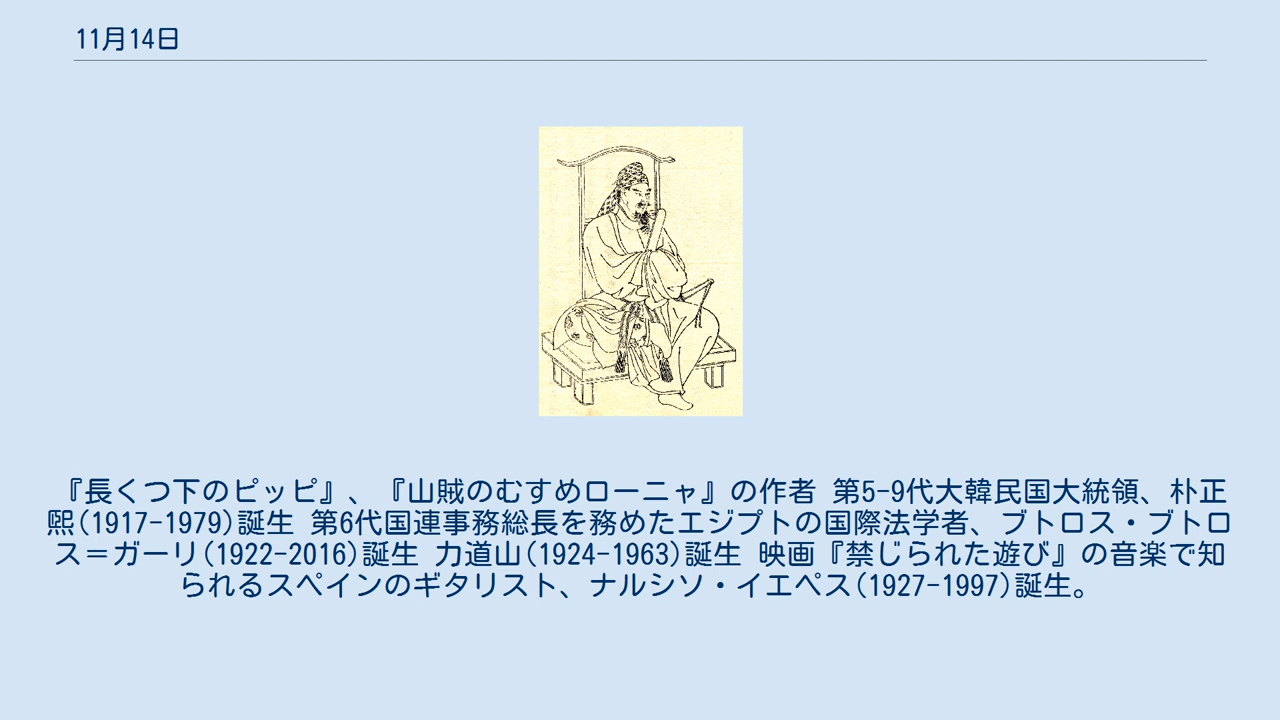 11月14日
『長くつ下のピッピ』、『山賊のむすめローニャ』の作者 第5-9代大韓民国大統領、朴正
熙(1917-1979)誕生 第6代国連事務総長を務めたエジプトの国際法学者、ブトロス・ブトロ
ス＝ガーリ(1922-2016)誕生 力道山(1924-1963)誕生 映画『禁じられた遊び』の音楽で知
られるスペインのギタリスト、ナルシソ・イエペス(1927-1997)誕生。